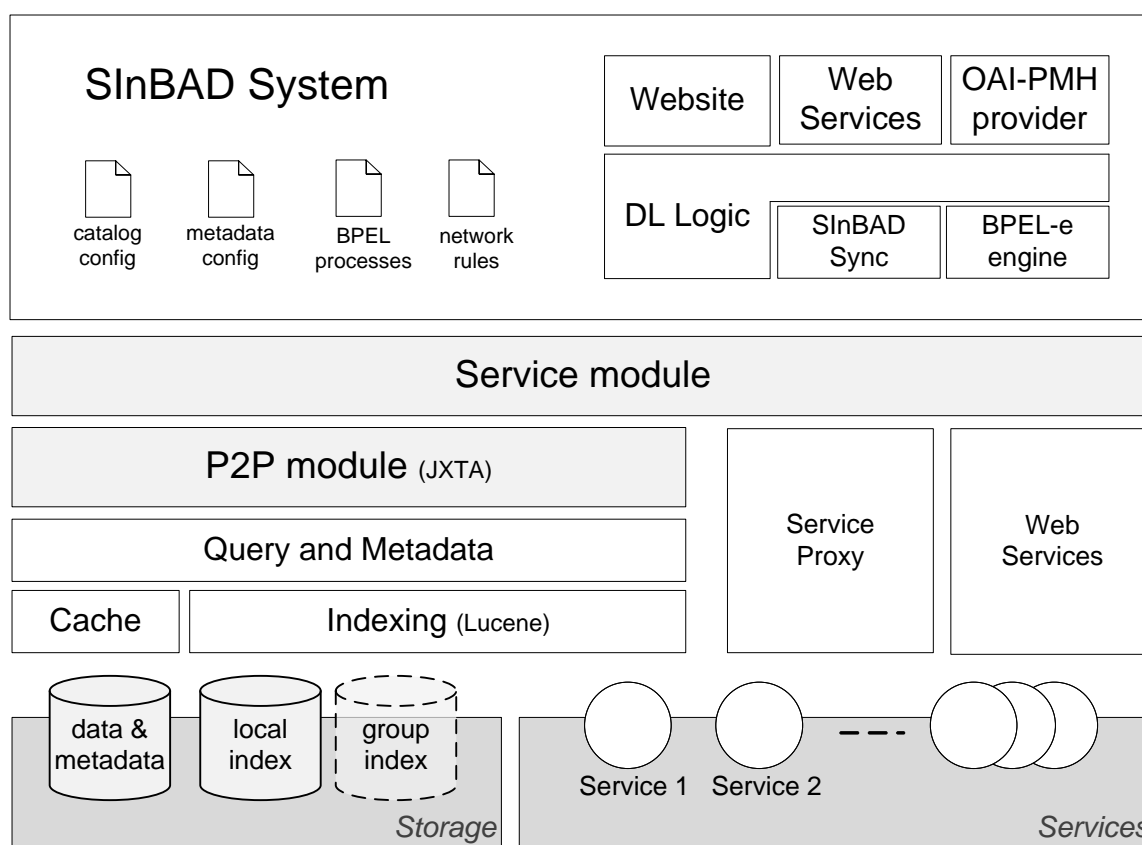 SInBAD System
Website
Web
Services
OAI-PMH
provider
DL Logic
SInBAD
Sync
BPEL-e
engine
catalog
config
metadata
config
BPEL
processes
network
rules
Service module
P2P module (JXTA)
Query and Metadata
Cache
Indexing (Lucene)
Service
Proxy
Web
Services
data &
metadata
local
index
group
index
Storage
Service 1
Service 2
Services